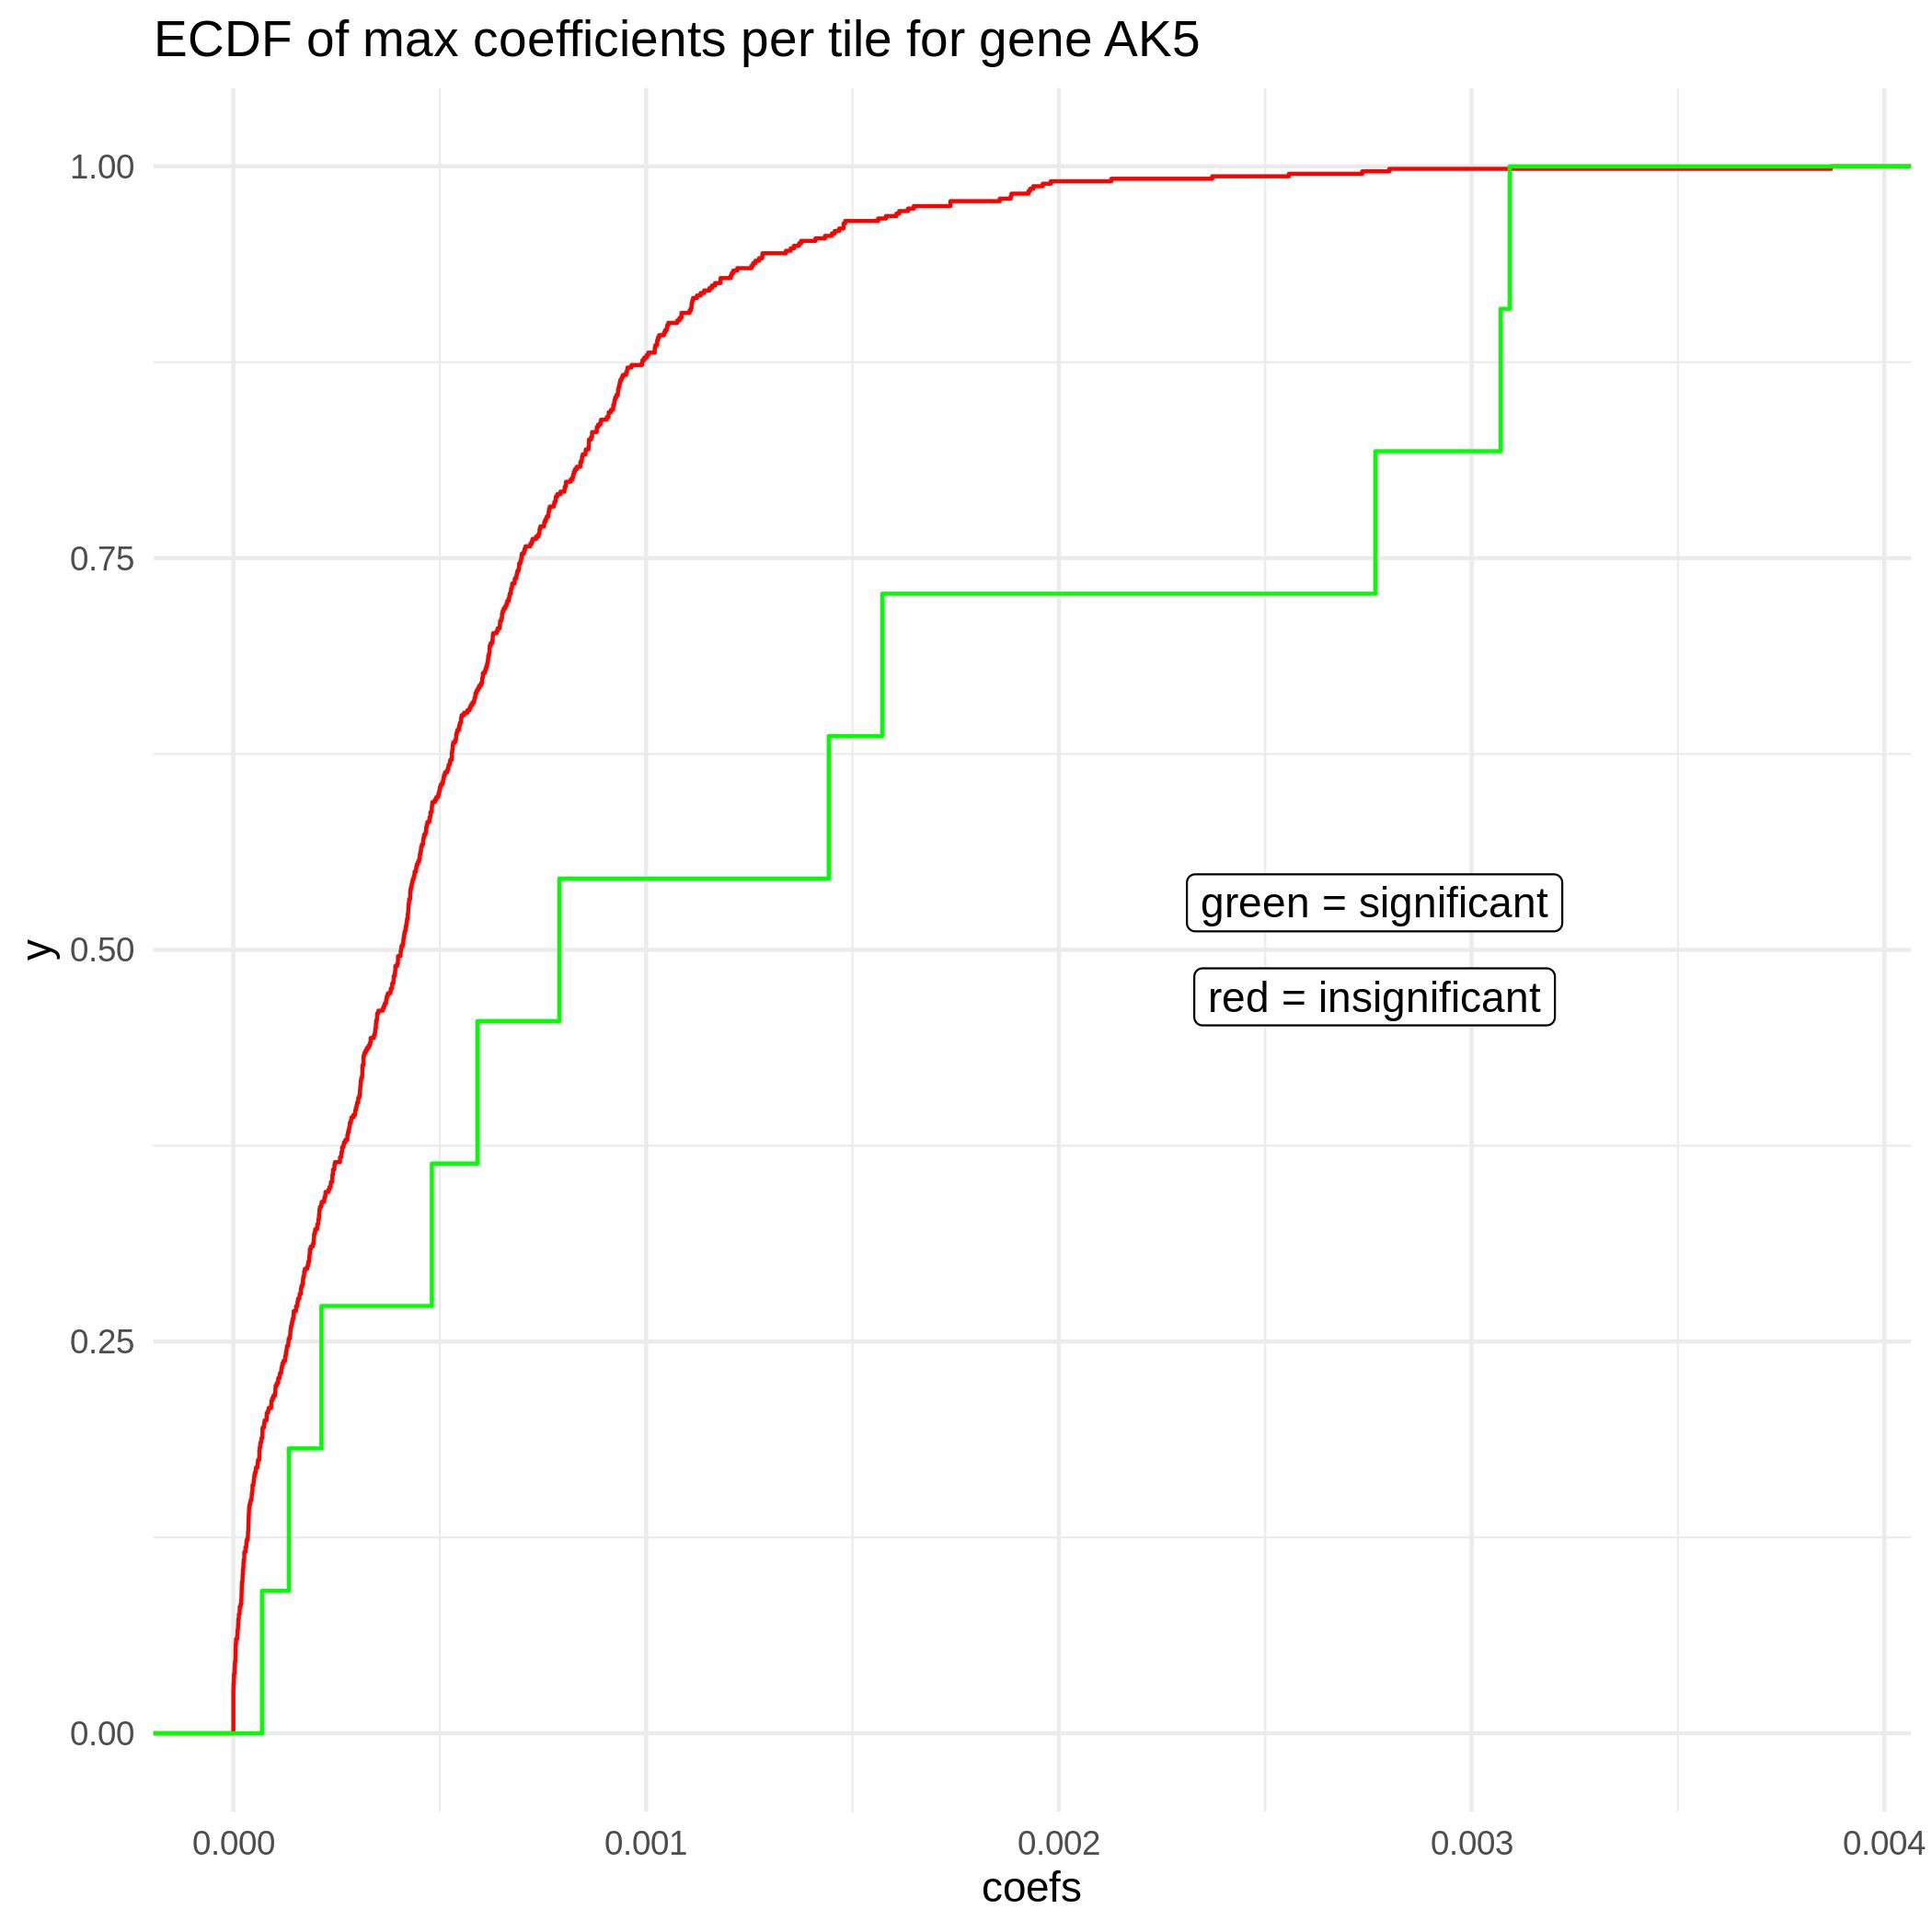 ECDF of max coefficients per tile for gene AK5
1.00
0.75
0.50
0.25
0.00
y
green = significant
red = insignificant
0.000 0.001 0.002 0.003 0.004
coefs